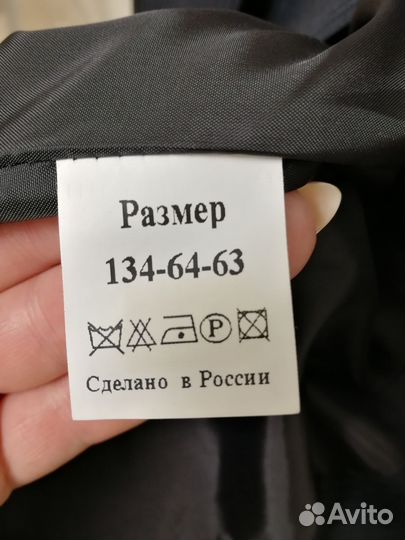 Размер
134-64-63
P
Сделано в России
Avito